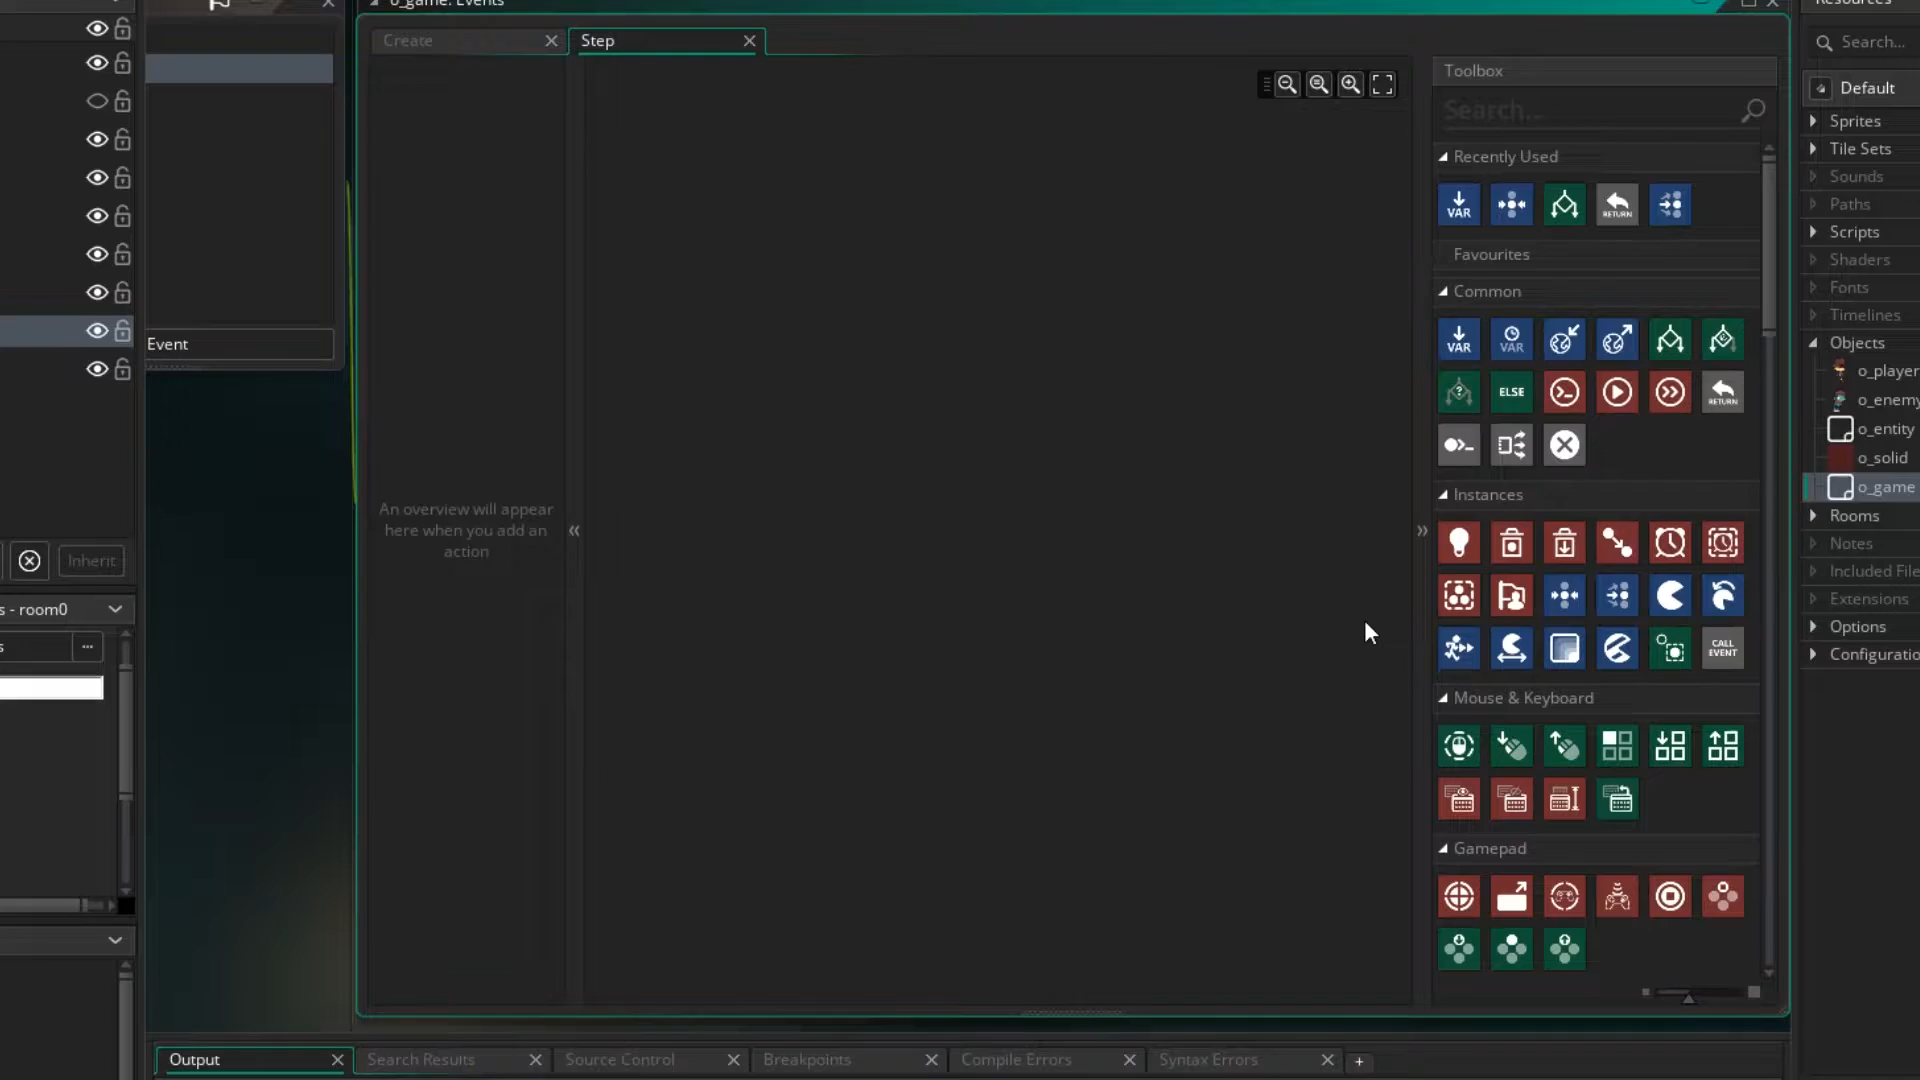 o_game: Events
Resources
Create
Step
Toolbox
Search...
Search...
Default
Recently Used
Sprites
Tile Sets
Sounds
VAR
RETURN
Paths
Favourites
Scripts
Shaders
Common
Fonts
Timelines
VAR
VAR
Event
Objects
o_player
ELSE
RETURN
o_enemy
o_entity
o_solid
Instances
o_game
An overview will appear
here when you add an
action
Rooms
Notes
Inherit
Included File
Extensions
s - room0
Options
s
CALL
EVENT
Configuratio
Mouse & Keyboard
Gamepad
Output
Search Results
Source Control
Breakpoints
Compile Errors
Syntax Errors